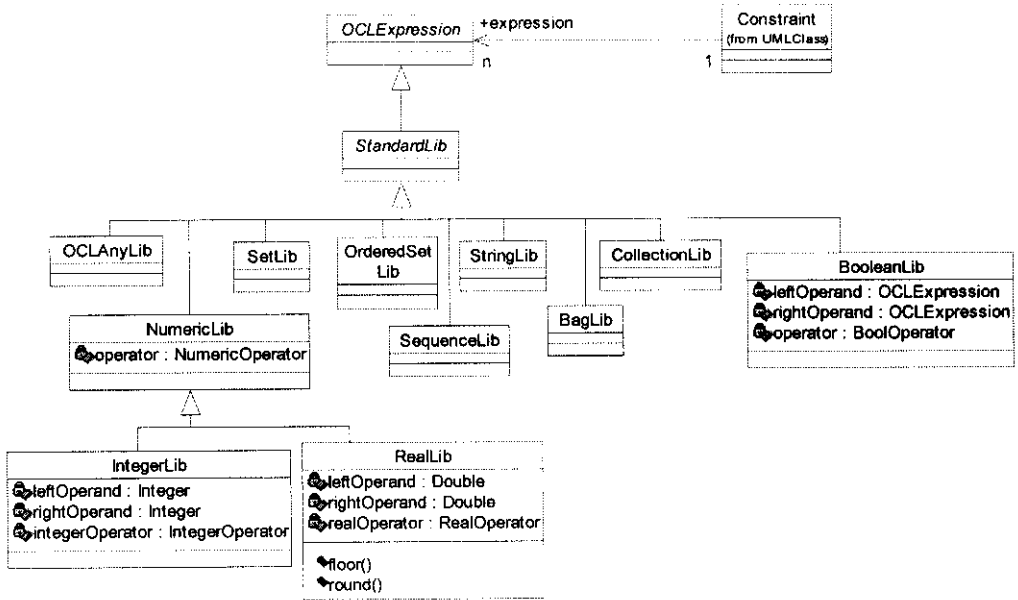 OCLExpression
+expression
n
1
Constraint
(from UMLClass)
StandardLib
OCLAnyLib
SetLib
OrderedSet
Lib
StringLib
CollectionLib
BooleanLib
leftOperand : OCLExpression
rightOperand : OCLExpression
operator : BoolOperator
NumericLib
operator : NumericOperator
SequenceLib
BagLib
IntegerLib
leftOperand : Integer
rightOperand : Integer
integerOperator : IntegerOperator
RealLib
leftOperand : Double
rightOperand : Double
realOperator : RealOperator
floor()
round()